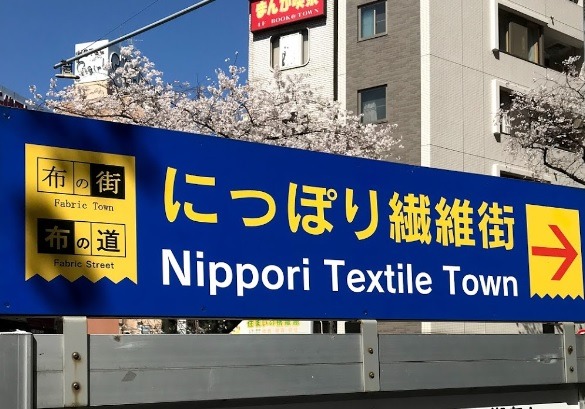 まんが喫茶
布の街
Fabric Town
布の道
Fabric Street
にっぽり繊維街
Nippori Textile Town